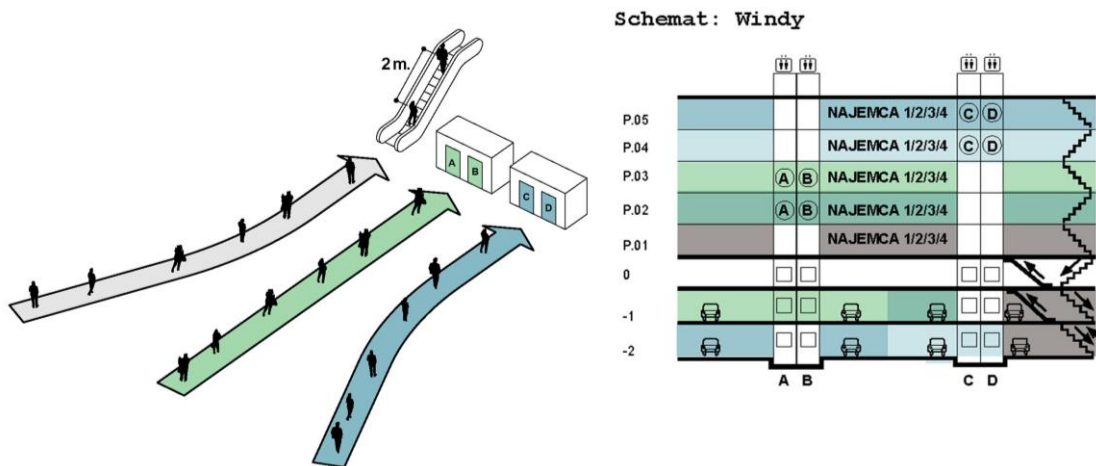 Schemat: Windy
2 m.
A B
C D
P.05 NAJEMCA 1/2/3/4 C D
P.04 NAJEMCA 1/2/3/4 C D
P.03 A B NAJEMCA 1/2/3/4
P.02 A B NAJEMCA 1/2/3/4
P.01 NAJEMCA 1/2/3/4
0
-1
-2
A B C D